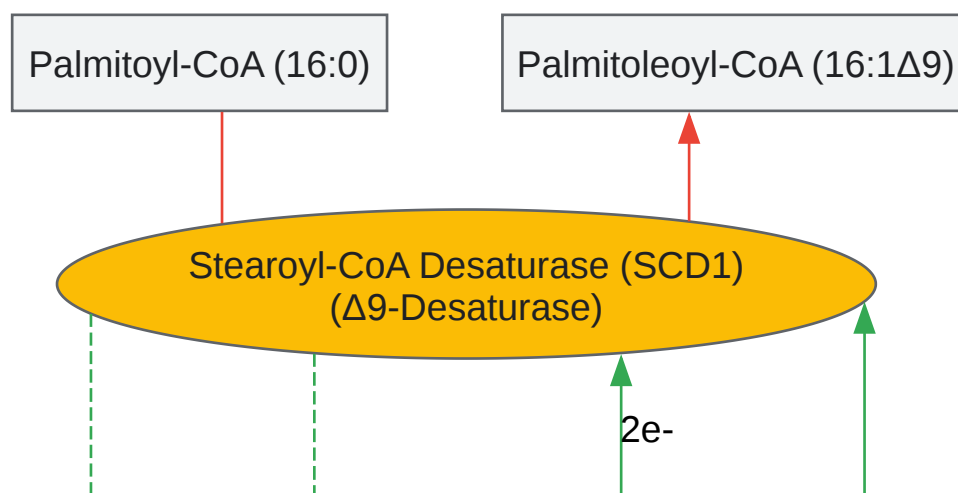 Palmitoyl-CoA (16:0)
Palmitoleoyl-CoA (16:1Δ9)
Stearoyl-CoA Desaturase (SCD1)
(Δ9-Desaturase)
2e-